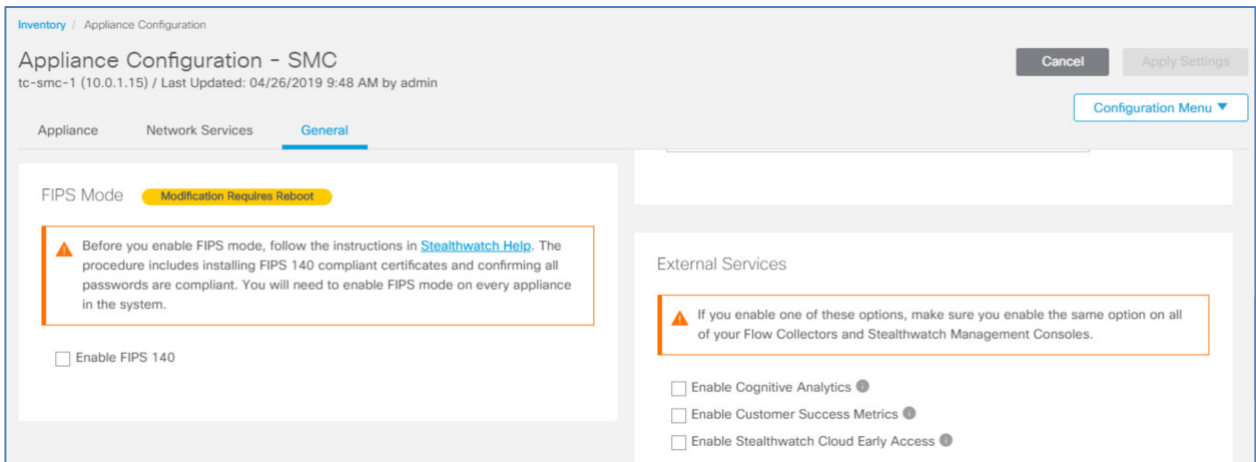 Inventory / Appliance Configuration
Appliance Configuration - SMC
tc-smc-1 (10.0.1.15) / Last Updated: 04/26/2019 9:48 AM by admin
Cancel
Apply Settings
Configuration Menu ▼
Appliance
Network Services
General
FIPS Mode
Modification Requires Reboot
Before you enable FIPS mode, follow the instructions in Stealthwatch Help. The
procedure includes installing FIPS 140 compliant certificates and confirming all
passwords are compliant. You will need to enable FIPS mode on every appliance
in the system.
Enable FIPS 140
External Services
If you enable one of these options, make sure you enable the same option on all
of your Flow Collectors and Stealthwatch Management Consoles.
Enable Cognitive Analytics
Enable Customer Success Metrics
Enable Stealthwatch Cloud Early Access